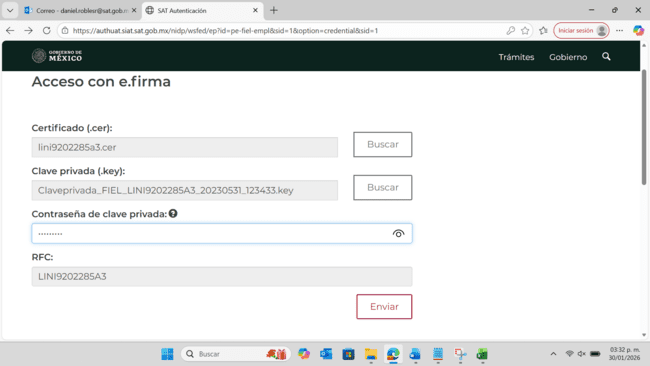 Correo - daniel.roblesr@sat.gob.m
SAT Autenticación
https://authuat.siat.sat.gob.mx/nidp/wsfed/ep?id=pe-fiel-empl&sid=1&option=credential&sid=1
Iniciar sesión
GOBIERNO DE
MÉXICO
Trámites
Gobierno
Acceso con e.firma
Certificado (.cer):
lini9202285a3.cer
Buscar
Clave privada (.key):
Claveprivada_FIEL_LINI9202285A3_20230531_123433.key
Buscar
Contraseña de clave privada:
•••••••••
RFC:
LINI9202285A3
Enviar
Buscar
03:32 p. m.
30/01/2026